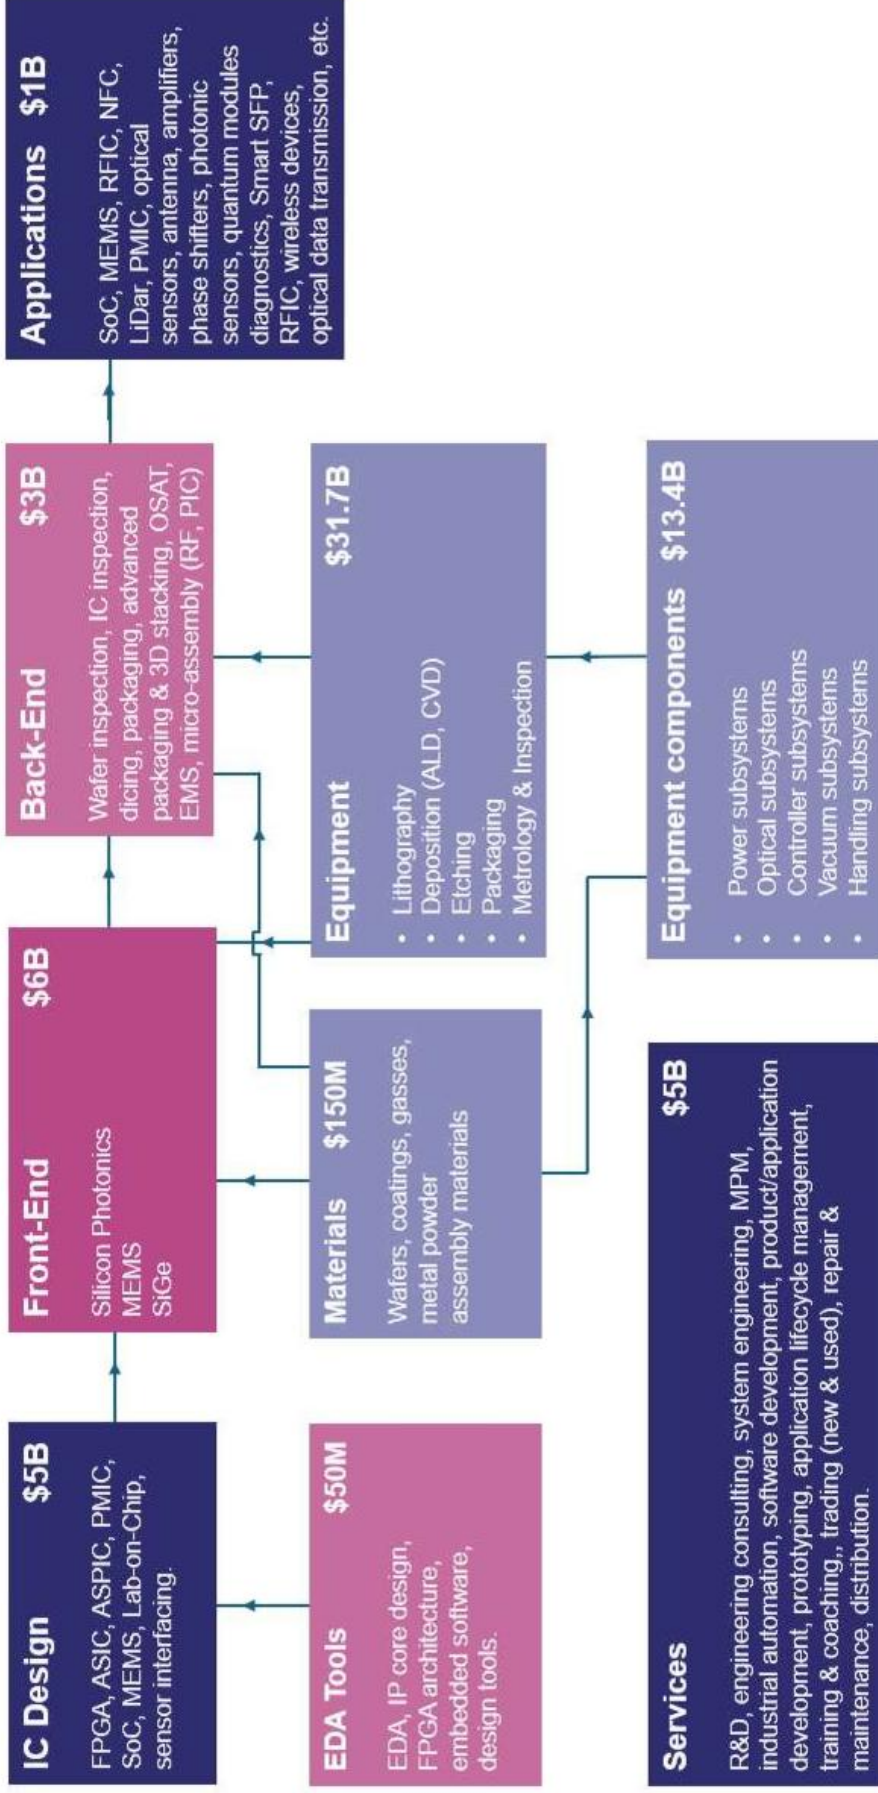 IC Design $5B
FPGA, ASIC, ASPIC, PMIC,
SoC, MEMS, Lab-on-Chip,
sensor interfacing.
Front-End $6B
Silicon Photonics
MEMS
SiGe
Back-End $3B
Wafer inspection, IC inspection,
dicing, packaging, advanced
packaging & 3D stacking, OSAT,
EMS, micro-assembly (RF, PIC)
Applications $1B
SoC, MEMS, RFIC, NFC,
LiDar, PMIC, optical
sensors, antenna, amplifiers,
phase shifters, photonic
sensors, quantum modules
diagnostics, Smart SFP,
RFIC, wireless devices,
optical data transmission, etc.
EDA Tools $50M
EDA, IP core design,
FPGA architecture,
embedded software,
design tools.
Materials $150M
Wafers, coatings, gasses,
metal powder
assembly materials
Equipment $31.7B
• Lithography
• Deposition (ALD, CVD)
• Etching
• Packaging
• Metrology & Inspection
Services $5B
R&D, engineering consulting, system engineering, MPM,
industrial automation, software development, product/application
development, prototyping, application lifecycle management,
training & coaching,, trading (new & used), repair &
maintenance, distribution.
Equipment components $13.4B
• Power subsystems
• Optical subsystems
• Controller subsystems
• Vacuum subsystems
• Handling subsystems